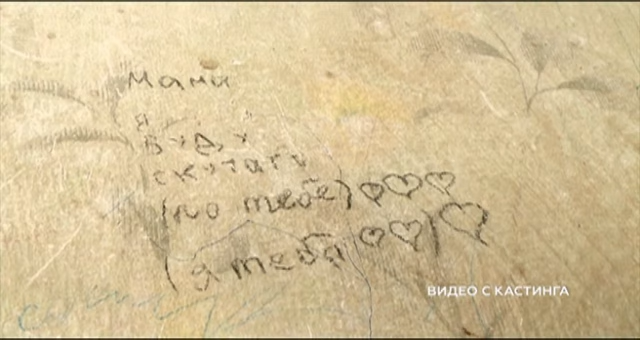 мама
я
буду
скучать
(по тебе) ♡♡♡
(я тебя ♡♡) ♡
ВИДЕО С КАСТИНГА